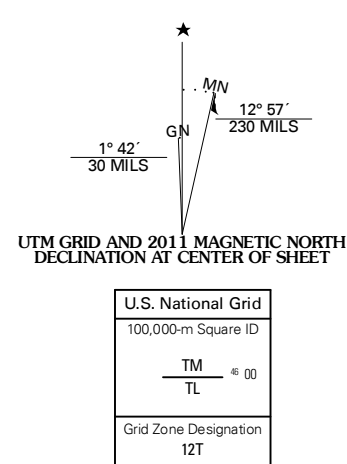 ★
MN
12° 57´
230 MILS
GN
1° 42´
30 MILS
UTM GRID AND 2011 MAGNETIC NORTH
DECLINATION AT CENTER OF SHEET
U.S. National Grid
100,000-m Square ID
TM
46 00
TL
Grid Zone Designation
12T